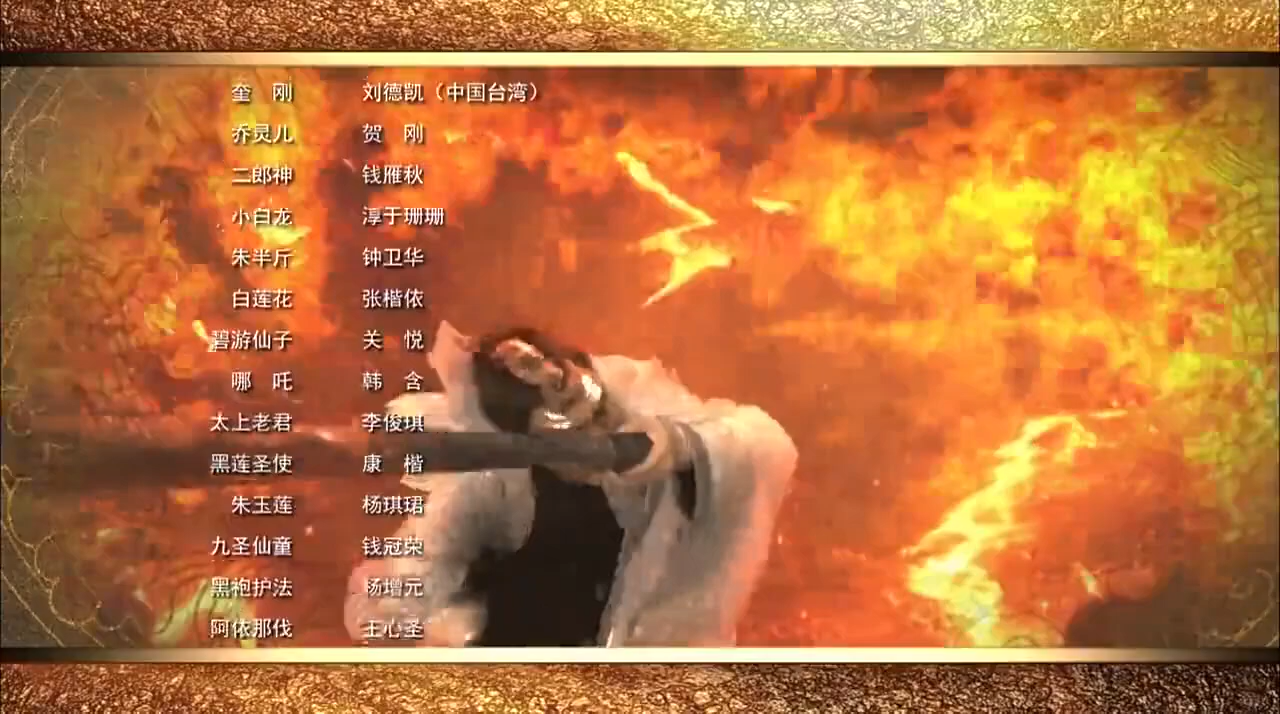 奎　刚　刘德凯（中国台湾）
乔灵儿　贺　刚
二郎神　钱雁秋
小白龙　淳于珊珊
朱半斤　钟卫华
白莲花　张楷依
碧游仙子　关　悦
哪　吒　韩　含
太上老君　李俊琪
黑莲圣使　康　楷
朱玉莲　杨琪珺
九圣仙童　钱冠荣
黑袍护法　杨增元
阿依那伐　王心圣